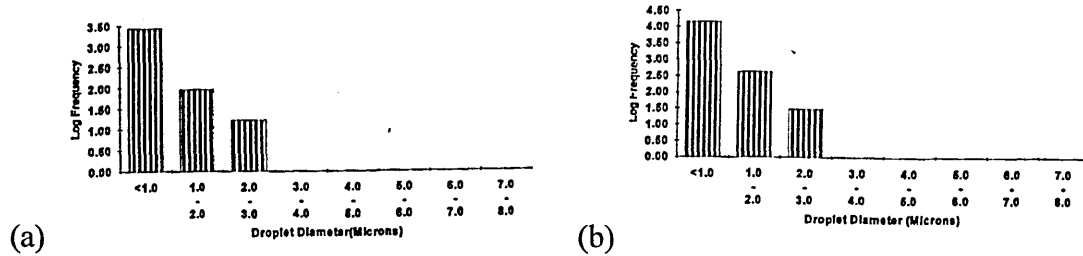 3.50
3.00
2.50
2.00
1.50
1.00
0.50
0.00
Log Frequency
<1.0
1.0 - 2.0
2.0 - 3.0
3.0 - 4.0
4.0 - 5.0
5.0 - 6.0
6.0 - 7.0
7.0 - 8.0
Droplet Diameter(Microns)
(a)
4.50
4.00
3.50
3.00
2.50
2.00
1.50
1.00
0.50
0.00
Log Frequency
<1.0
1.0 - 2.0
2.0 - 3.0
3.0 - 4.0
4.0 - 5.0
5.0 - 6.0
6.0 - 7.0
7.0 - 8.0
Droplet Diameter (Microns)
(b)